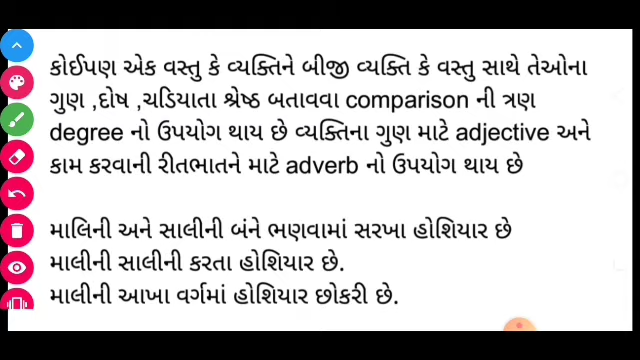 કોઈપણ એક વસ્તુ કે વ્યક્તિને બીજી વ્યક્તિ કે વસ્તુ સાથે તેઓના
ગુણ ,દોષ ,ચડિયાતા શ્રેષ્ઠ બતાવવા comparison ની ત્રણ
degree નો ઉપયોગ થાય છે વ્યક્તિના ગુણ માટે adjective અને
કામ કરવાની રીતભાતને માટે adverb નો ઉપયોગ થાય છે
માલિની અને સાલીની બંને ભણવામાં સરખા હોશિયાર છે
માલીની સાલીની કરતા હોશિયાર છે.
માલીની આખા વર્ગમાં હોશિયાર છોકરી છે.